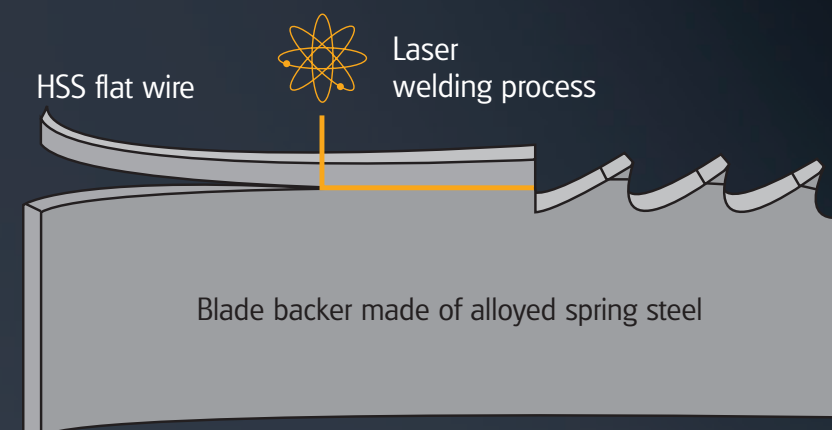 HSS flat wire
Laser
welding process
Blade backer made of alloyed spring steel